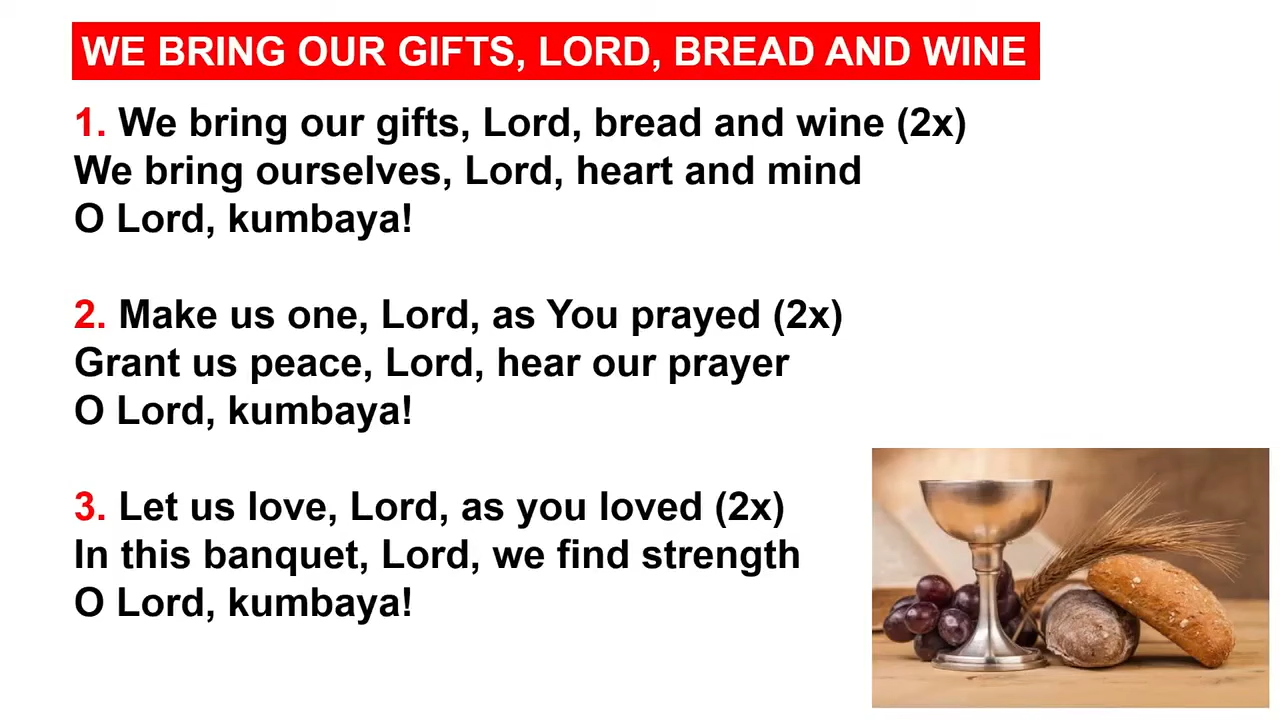 WE BRING OUR GIFTS, LORD, BREAD AND WINE
1. We bring our gifts, Lord, bread and wine (2x)
We bring ourselves, Lord, heart and mind
O Lord, kumbaya!
2. Make us one, Lord, as You prayed (2x)
Grant us peace, Lord, hear our prayer
O Lord, kumbaya!
3. Let us love, Lord, as you loved (2x)
In this banquet, Lord, we find strength
O Lord, kumbaya!